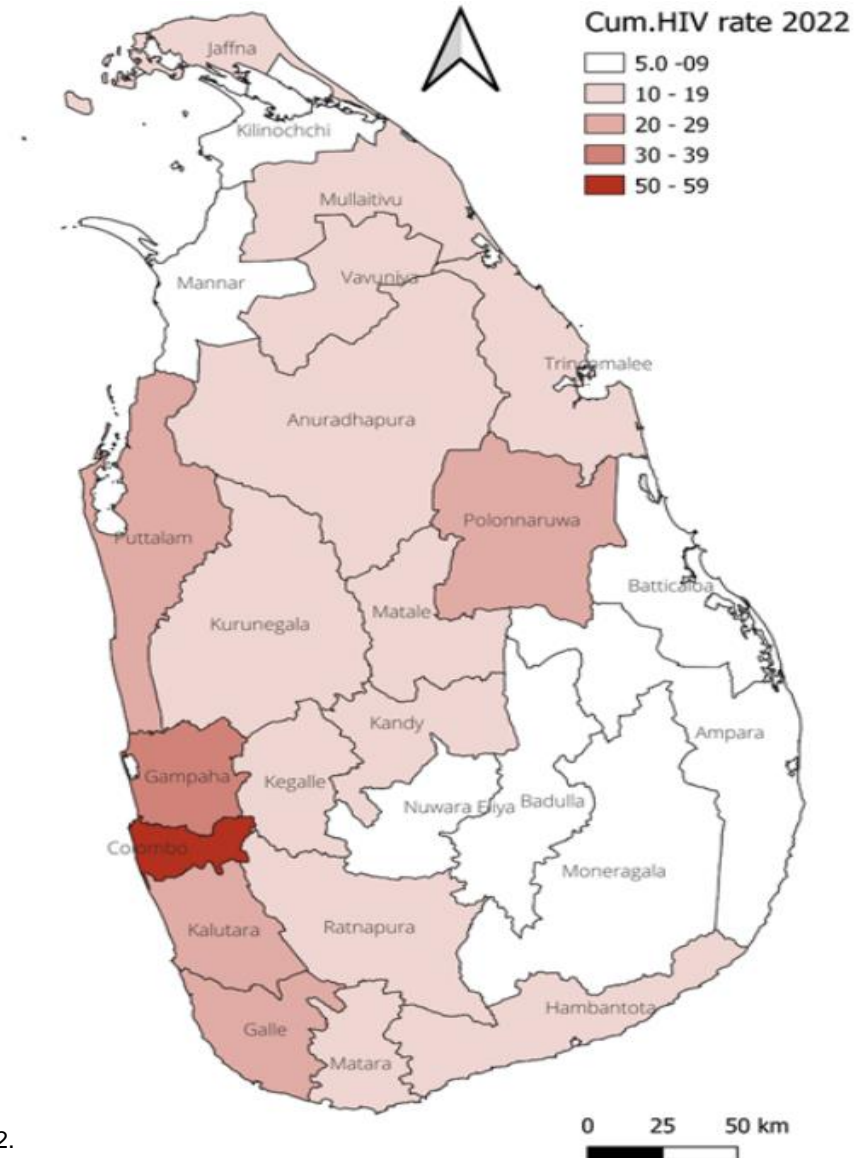 Cum.HIV rate 2022
5.0 -09
10 - 19
20 - 29
30 - 39
50 - 59
Jaffna
Kilinochchi
Mullaitivu
Mannar
Vavuniya
Trincomalee
Anuradhapura
Polonnaruwa
Puttalam
Batticaloa
Matale
Kurunegala
Kandy
Ampara
Gampaha
Kegalle
Nuwara Eliya
Badulla
Colombo
Moneragala
Kalutara
Ratnapura
Hambantota
Galle
Matara
0 25 50 km
2.